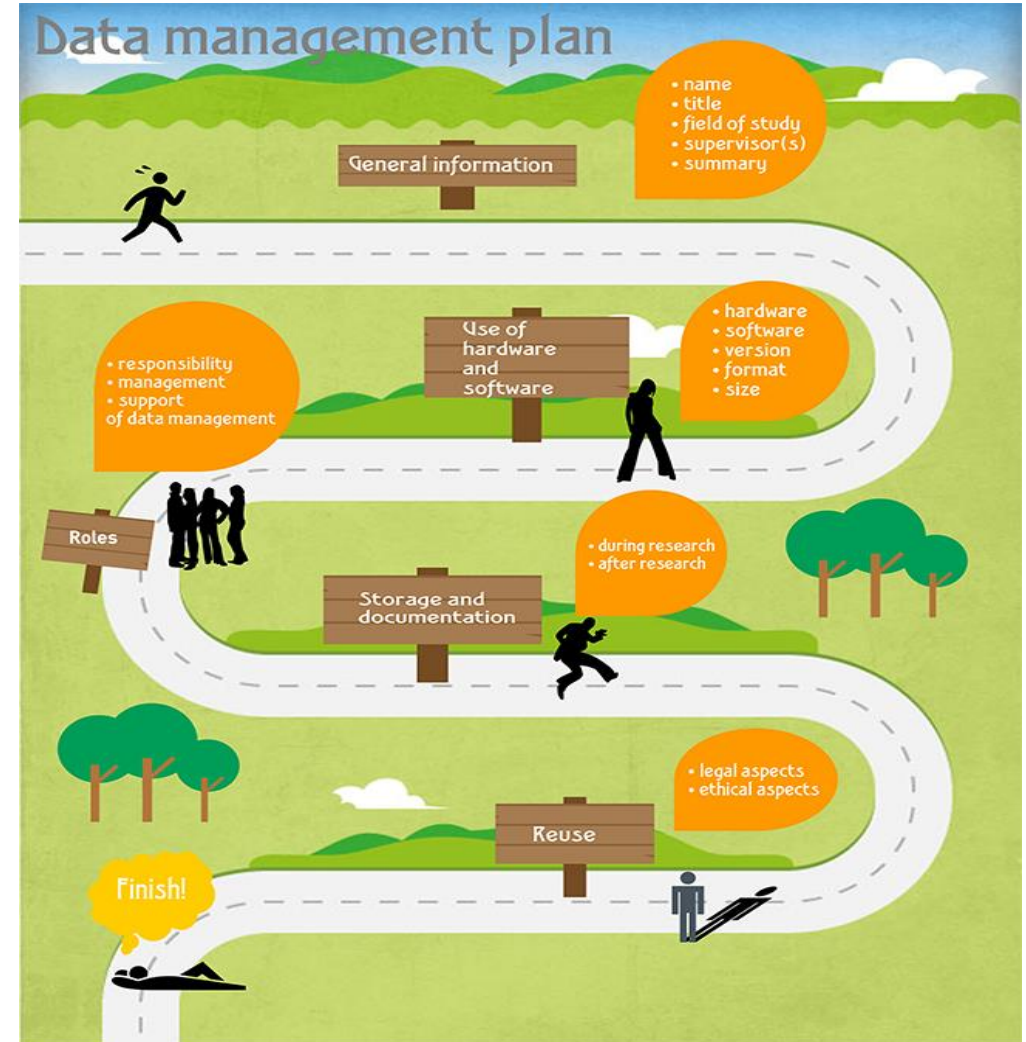 Data management plan
• name
• title
• field of study
• supervisor(s)
• summary
General information
• hardware
• software
• version
• format
• size
Use of
hardware
and
software
• responsibility
• management
• support
of data management
Roles
• during research
• after research
Storage and
documentation
• legal aspects
• ethical aspects
Reuse
Finish!